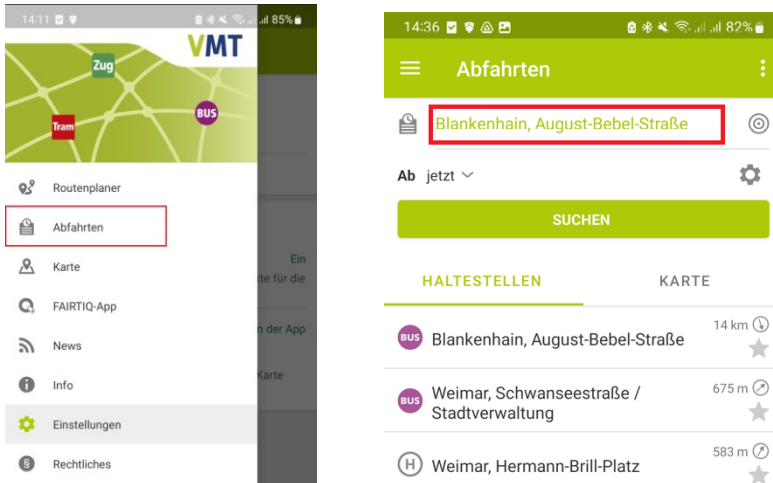 14:11 85%
VMT
Zug
Tram
BUS
Routenplaner
Abfahrten
Karte
FAIRTIQ-App
News
Info
Einstellungen
§ Rechtliches
Ein
te für die
n der App
Karte
14:36 82%
Abfahrten
Blankenhain, August-Bebel-Straße
Ab jetzt
SUCHEN
HALTESTELLEN KARTE
BUS Blankenhain, August-Bebel-Straße 14 km
BUS Weimar, Schwanseestraße / 675 m
Stadtverwaltung
H Weimar, Hermann-Brill-Platz 583 m